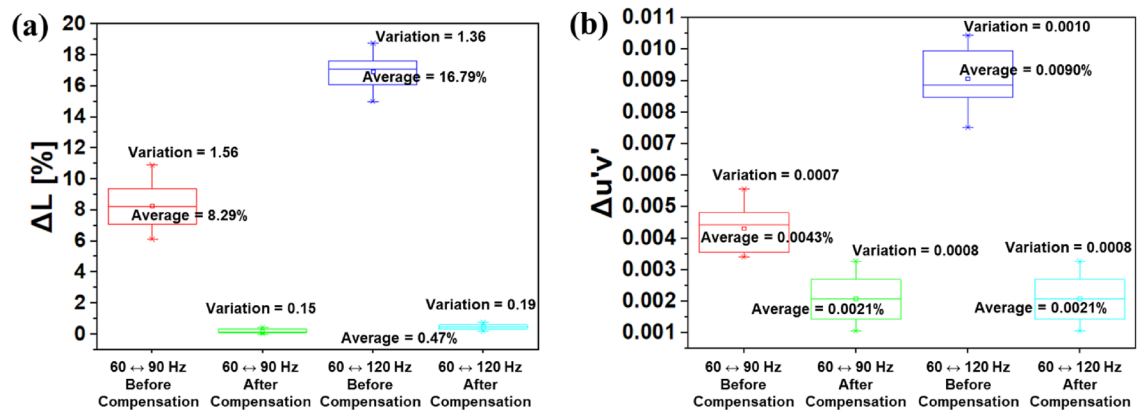 (a)
ΔL [%]
20
18
16
14
12
10
8
6
4
2
0
Variation = 1.56
Average = 8.29%
Variation = 0.15
Variation = 1.36
Average = 16.79%
Variation = 0.19
Average = 0.47%
60 ↔ 90 Hz
Before
Compensation
60 ↔ 90 Hz
After
Compensation
60 ↔ 120 Hz
Before
Compensation
60 ↔ 120 Hz
After
Compensation
(b)
Δu'v'
0.011
0.010
0.009
0.008
0.007
0.006
0.005
0.004
0.003
0.002
0.001
Variation = 0.0007
Average = 0.0043%
Variation = 0.0008
Average = 0.0021%
Variation = 0.0010
Average = 0.0090%
Variation = 0.0008
Average = 0.0021%
60 ↔ 90 Hz
Before
Compensation
60 ↔ 90 Hz
After
Compensation
60 ↔ 120 Hz
Before
Compensation
60 ↔ 120 Hz
After
Compensation